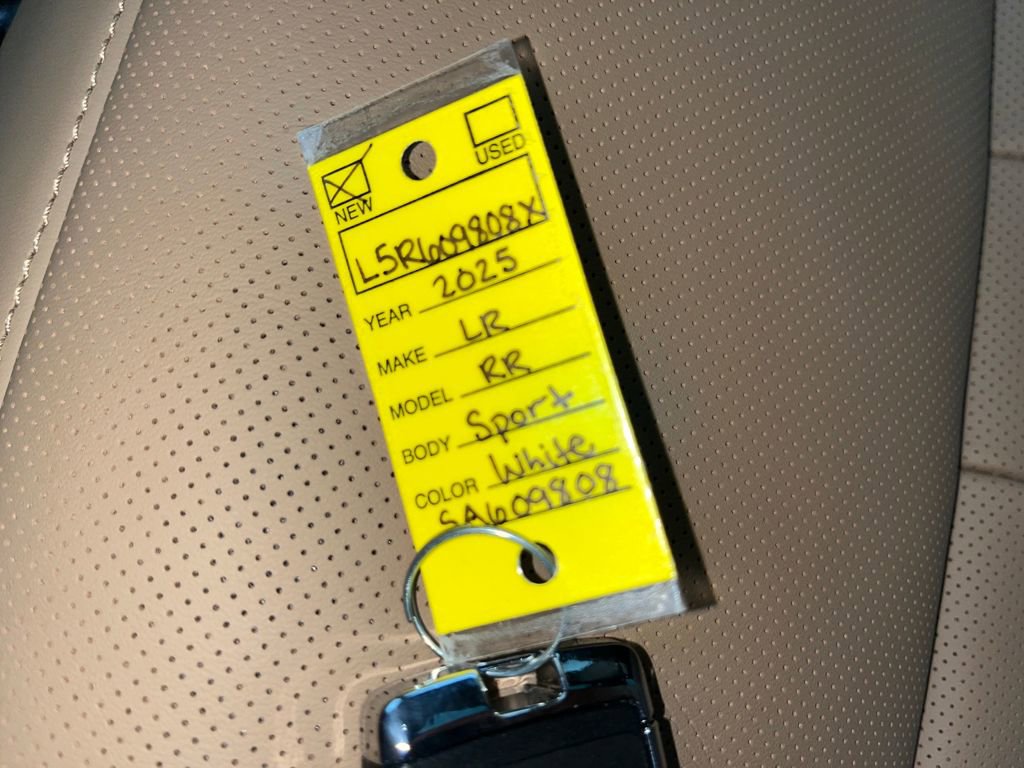 NEW USED
L5R609808X
YEAR 2025
MAKE LR
MODEL RR
BODY Sport
COLOR White
SA609808